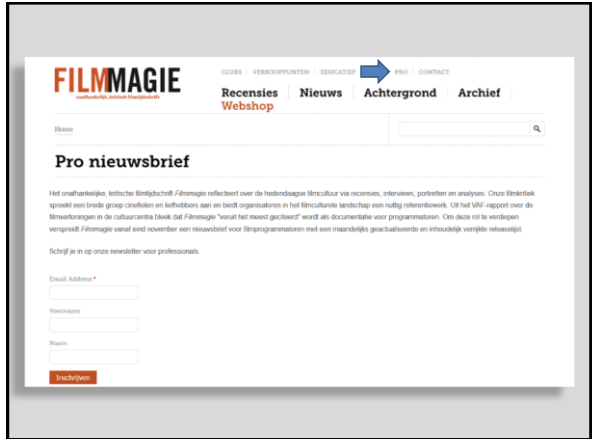 FILMMAGIE
onafhankelijk, kritisch filmtijdschrift
CLUBS | VERKOOPPUNTEN | EDUCATIEF PRO | CONTACT
Recensies Nieuws Achtergrond Archief
Webshop
Home
Pro nieuwsbrief
Het onafhankelijke, kritische filmtijdschrift Filmmagie reflecteert over de hedendaagse filmcultuur via recensies, interviews, portretten en analyses. Onze filmkritiek
spreekt een brede groep cinefielen en liefhebbers aan en biedt organisatoren in het filmculturele landschap een nuttig referentiewerk. Uit het VAF-rapport over de
filmvertoningen in de cultuurcentra bleek dat Filmmagie "veruit het meest geciteerd" wordt als documentatie voor programmatoren. Om deze rol te verdiepen
verspreidt Filmmagie vanaf eind november een nieuwsbrief voor filmprogrammatoren met een maandelijks geactualiseerde en inhoudelijk verrijkte releaselijst.
Schrijf je in op onze newsletter voor professionals.
Email Address *
Voornaam
Naam
Inschrijven